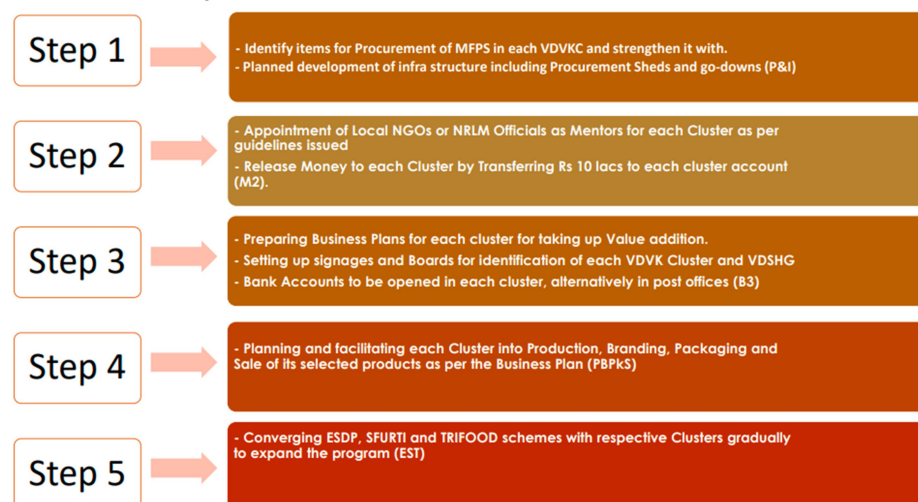 Step 1
- Identify items for Procurement of MFPS in each VDVKC and strengthen it with.
- Planned development of infra structure including Procurement Sheds and go-downs (P&I)
Step 2
- Appointment of Local NGOs or NRLM Officials as Mentors for each Cluster as per
guidelines issued
- Release Money to each Cluster by Transferring Rs 10 lacs to each cluster account
(M2).
Step 3
- Preparing Business Plans for each cluster for taking up Value addition.
- Setting up signages and Boards for identification of each VDVK Cluster and VDSHG
- Bank Accounts to be opened in each cluster, alternatively in post offices (B3)
Step 4
- Planning and facilitating each Cluster into Production, Branding, Packaging and
Sale of its selected products as per the Business Plan (PBPkS)
Step 5
- Converging ESDP, SFURTI and TRIFOOD schemes with respective Clusters gradually
to expand the program (EST)